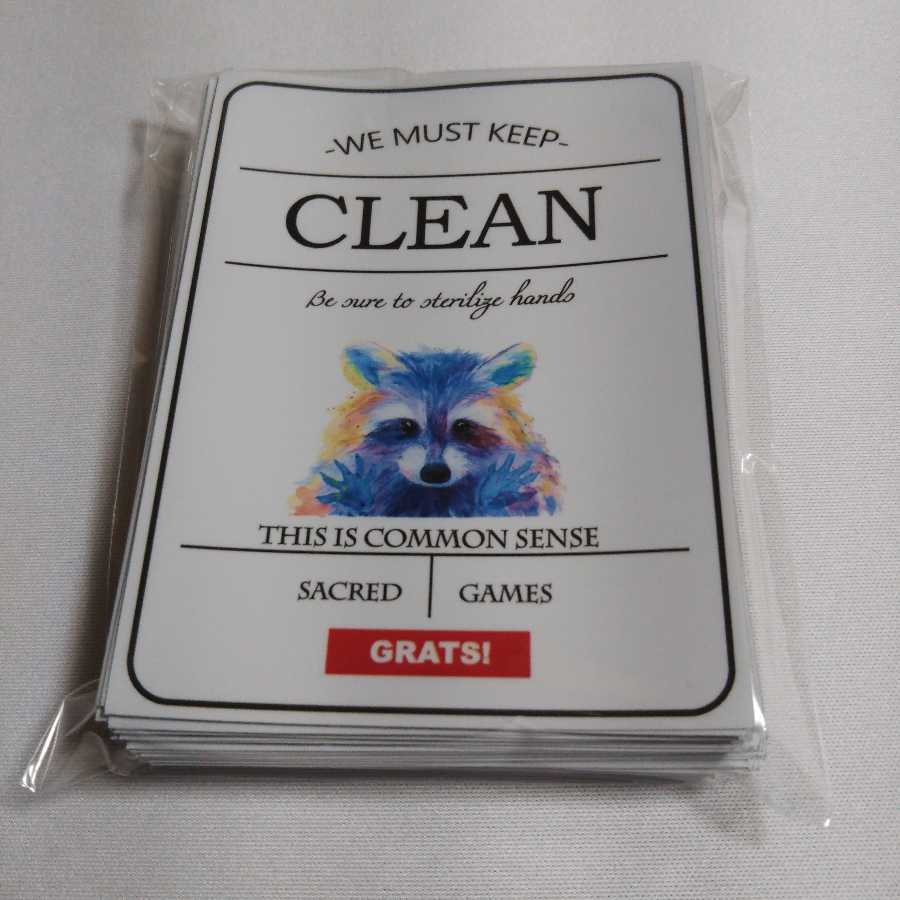 -WE MUST KEEP-
CLEAN
Be sure to sterilize hands
THIS IS COMMON SENSE
SACRED GAMES
GRATS!